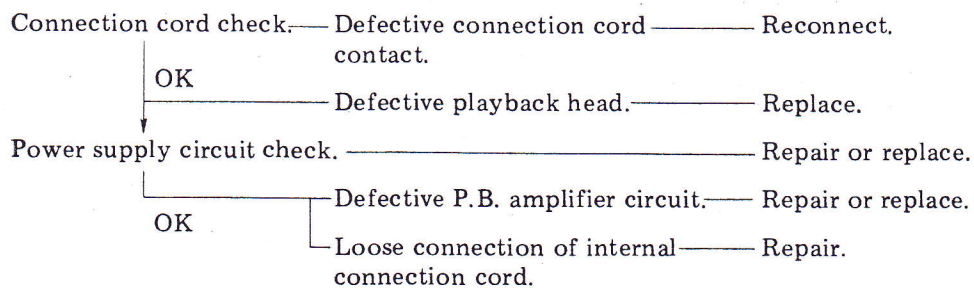 Connection cord check. Defective connection cord Reconnect.
contact.
OK
Defective playback head. Replace.
Power supply circuit check. Repair or replace.
Defective P.B. amplifier circuit. Repair or replace.
OK
Loose connection of internal Repair.
connection cord.